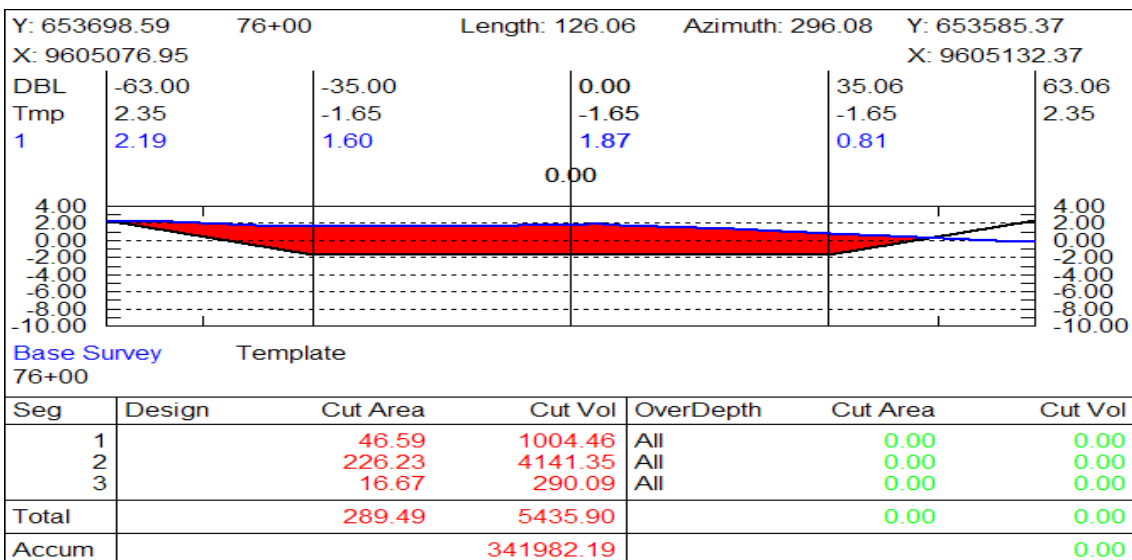 Y: 653698.59 76+00 Length: 126.06 Azimuth: 296.08 Y: 653585.37
X: 9605076.95 X: 9605132.37
DBL -63.00 -35.00 0.00 35.06 63.06
Tmp 2.35 -1.65 -1.65 -1.65 2.35
1 2.19 1.60 1.87 0.81
0.00
4.00 4.00
2.00 2.00
0.00 0.00
-2.00 -2.00
-4.00 -4.00
-6.00 -6.00
-8.00 -8.00
-10.00 -10.00
Base Survey Template
76+00
Seg Design Cut Area Cut Vol OverDepth Cut Area Cut Vol
1 46.59 1004.46 All 0.00 0.00
2 226.23 4141.35 All 0.00 0.00
3 16.67 290.09 All 0.00 0.00
Total 289.49 5435.90 0.00 0.00
Accum 341982.19 0.00